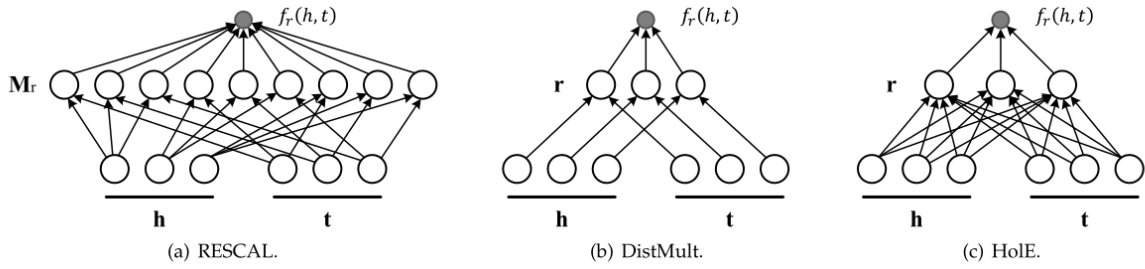 f_r(h, t)
M_r
h
t
(a) RESCAL.
f_r(h, t)
r
h
t
(b) DistMult.
f_r(h, t)
r
h
t
(c) HolE.